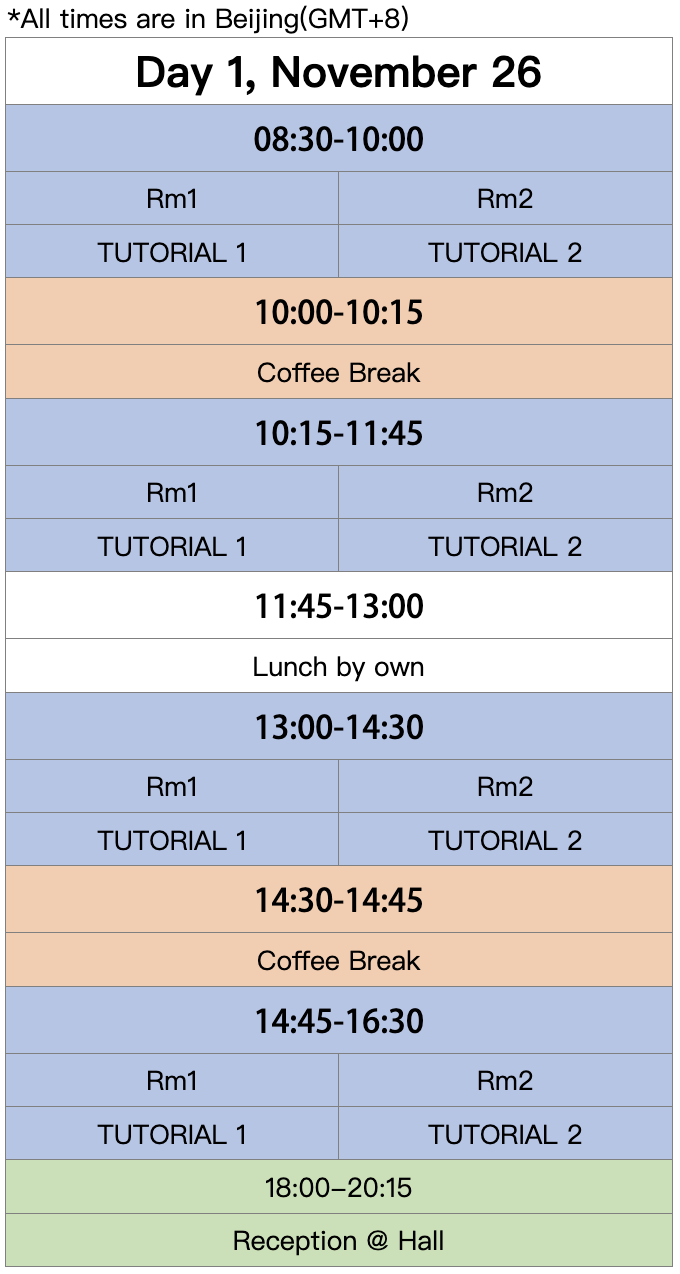 *All times are in Beijing(GMT+8)
Day 1, November 26
08:30-10:00
Rm1 Rm2
TUTORIAL 1 TUTORIAL 2
10:00-10:15
Coffee Break
10:15-11:45
Rm1 Rm2
TUTORIAL 1 TUTORIAL 2
11:45-13:00
Lunch by own
13:00-14:30
Rm1 Rm2
TUTORIAL 1 TUTORIAL 2
14:30-14:45
Coffee Break
14:45-16:30
Rm1 Rm2
TUTORIAL 1 TUTORIAL 2
18:00–20:15
Reception @ Hall